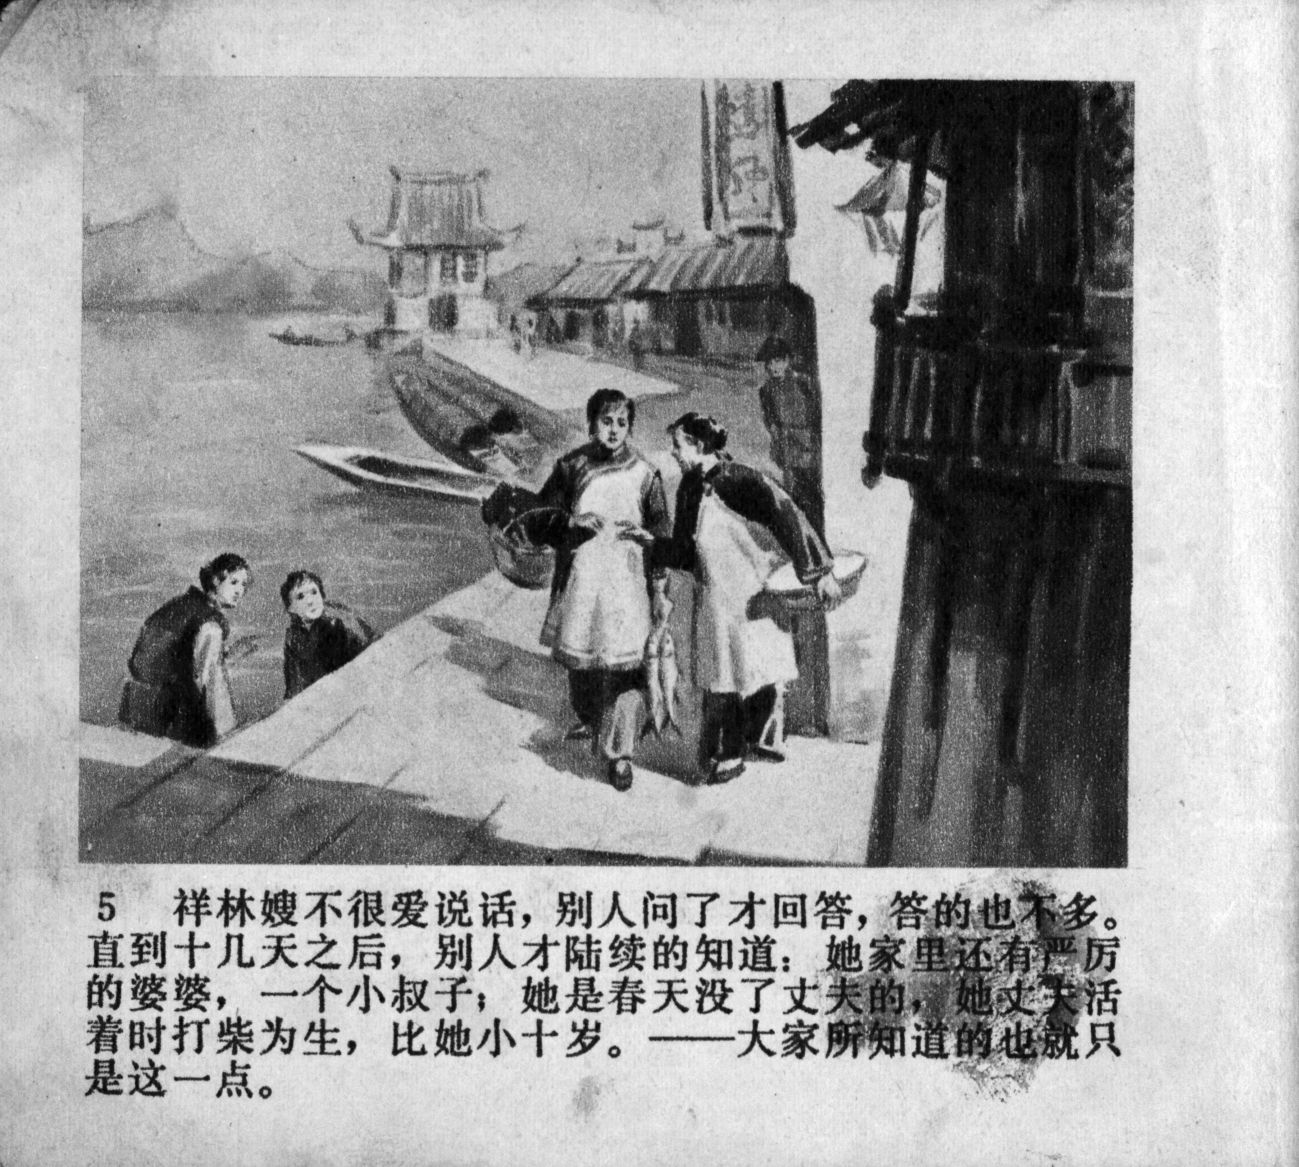 5 祥林嫂不很爱说话，别人问了才回答，答的也不多。
直到十几天之后，别人才陆续的知道：她家里还有严厉
的婆婆，一个小叔子；她是春天没了丈夫的，她丈夫活
着时打柴为生，比她小十岁。——大家所知道的也就只
是这一点。